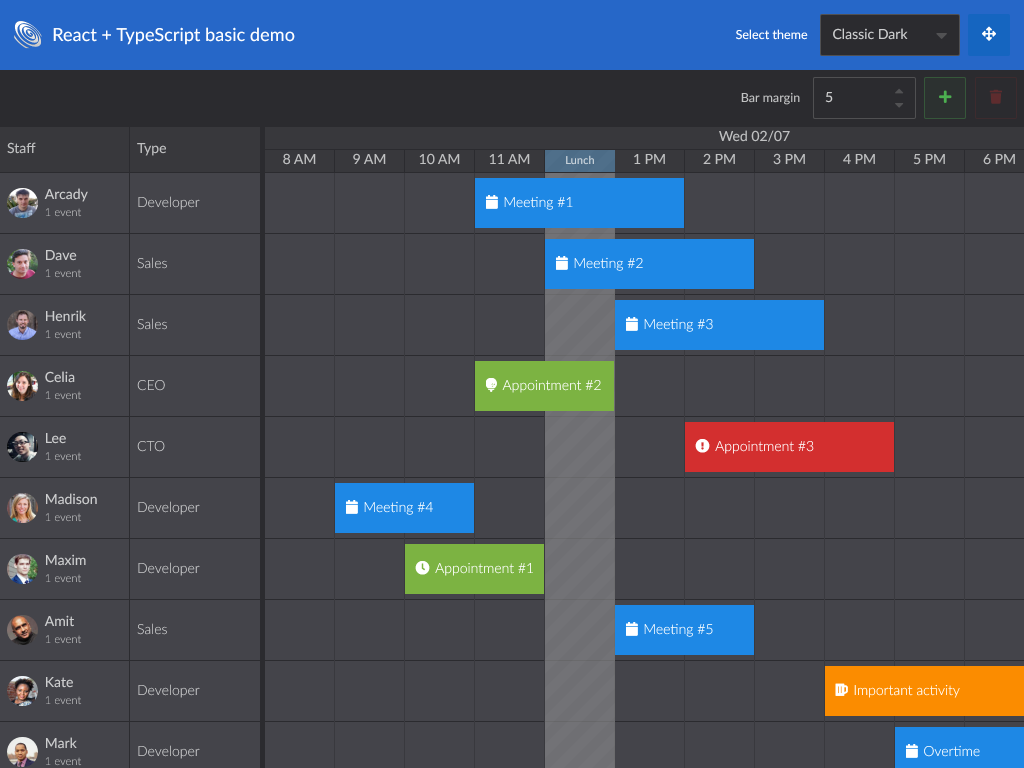 React + TypeScript basic demo
Select theme
Classic Dark
Bar margin
5
Staff
Type
Wed 02/07
8 AM 9 AM 10 AM 11 AM Lunch 1 PM 2 PM 3 PM 4 PM 5 PM 6 PM
Arcady
1 event
Developer
Meeting #1
Dave
1 event
Sales
Meeting #2
Henrik
1 event
Sales
Meeting #3
Celia
1 event
CEO
Appointment #2
Lee
1 event
CTO
Appointment #3
Madison
1 event
Developer
Meeting #4
Maxim
1 event
Developer
Appointment #1
Amit
1 event
Sales
Meeting #5
Kate
1 event
Developer
Important activity
Mark
1 event
Developer
Overtime